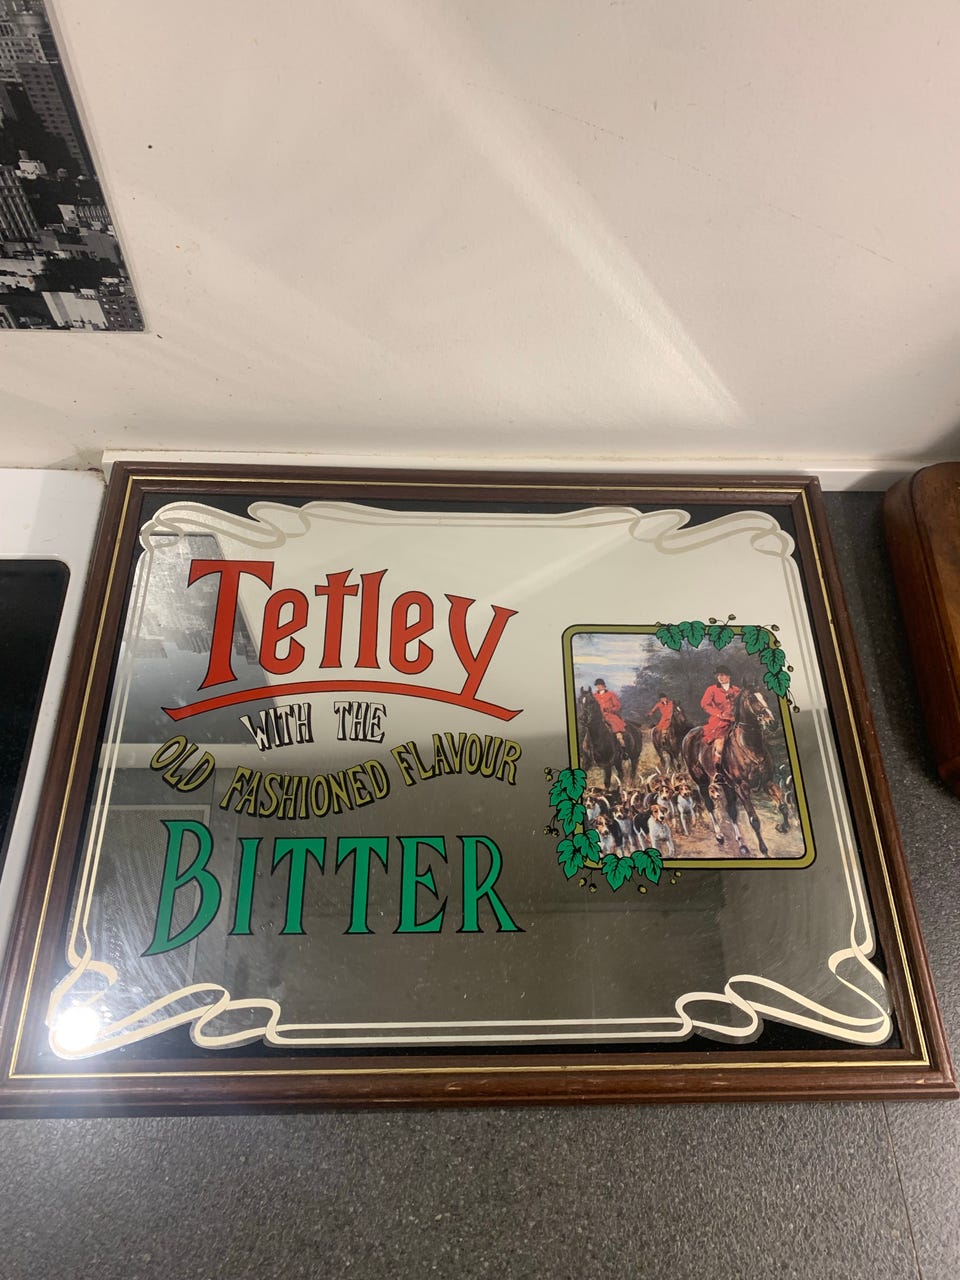 Tetley
WITH THE
OLD FASHIONED FLAVOUR
BITTER